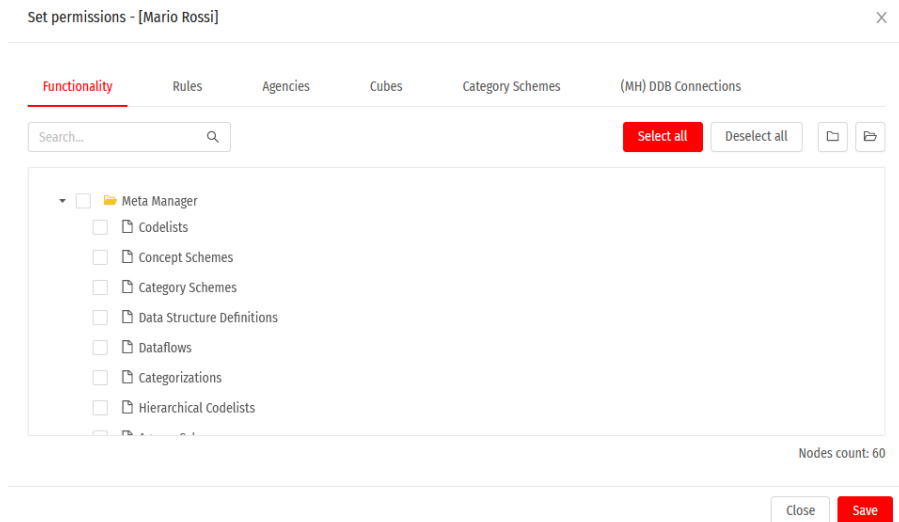 Set permissions - [Mario Rossi]
Functionality Rules Agencies Cubes Category Schemes (MH) DDB Connections
Search... Select all Deselect all
Meta Manager
Codelists
Concept Schemes
Category Schemes
Data Structure Definitions
Dataflows
Categorizations
Hierarchical Codelists
Nodes count: 60
Close Save